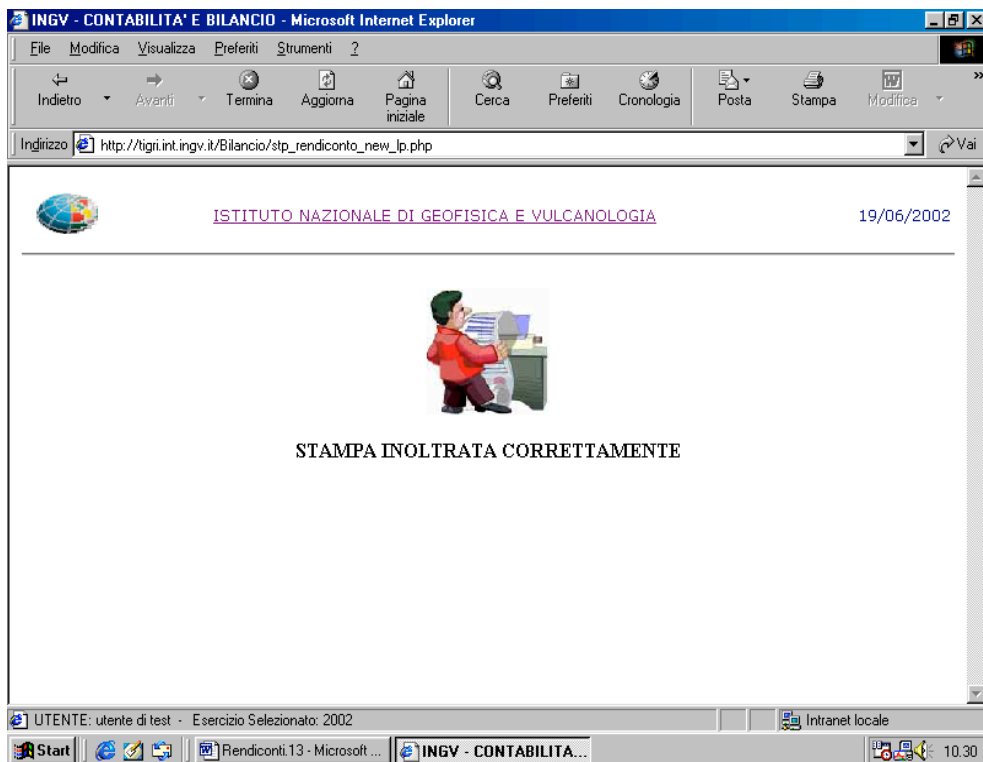 INGV - CONTABILITA' E BILANCIO - Microsoft Internet Explorer
File Modifica Visualizza Preferiti Strumenti ?
Indietro Avanti Termina Aggiorna Pagina iniziale Cerca Preferiti Cronologia Posta Stampa Modifica »
Indirizzo http://tigri.int.ingv.it/Bilancio/stp_rendiconto_new_lp.php Vai
ISTITUTO NAZIONALE DI GEOFISICA E VULCANOLOGIA 19/06/2002
STAMPA INOLTRATA CORRETTAMENTE
UTENTE: utente di test - Esercizio Selezionato: 2002 Intranet locale
Start Rendiconti.13 - Microsoft ... INGV - CONTABILITA... 10.30